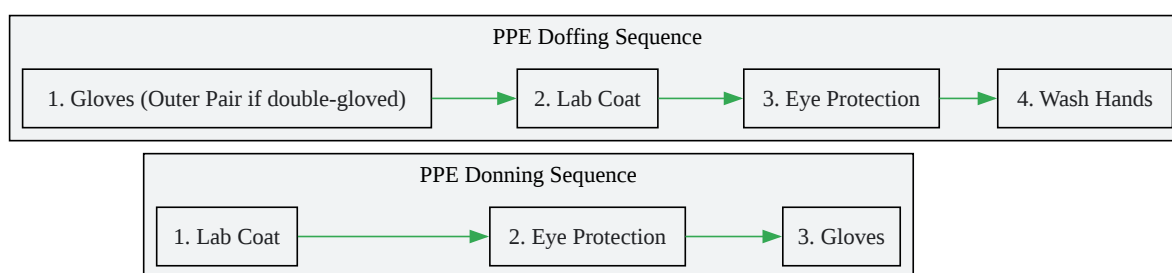 PPE Doffing Sequence
1. Gloves (Outer Pair if double-gloved)
2. Lab Coat
3. Eye Protection
4. Wash Hands
PPE Donning Sequence
1. Lab Coat
2. Eye Protection
3. Gloves